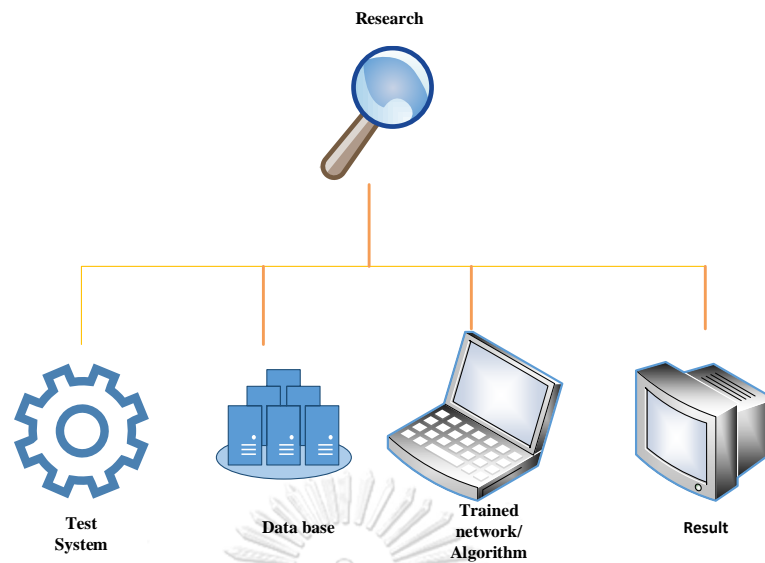 Research
Test
System
Data base
Trained
network/
Algorithm
Result